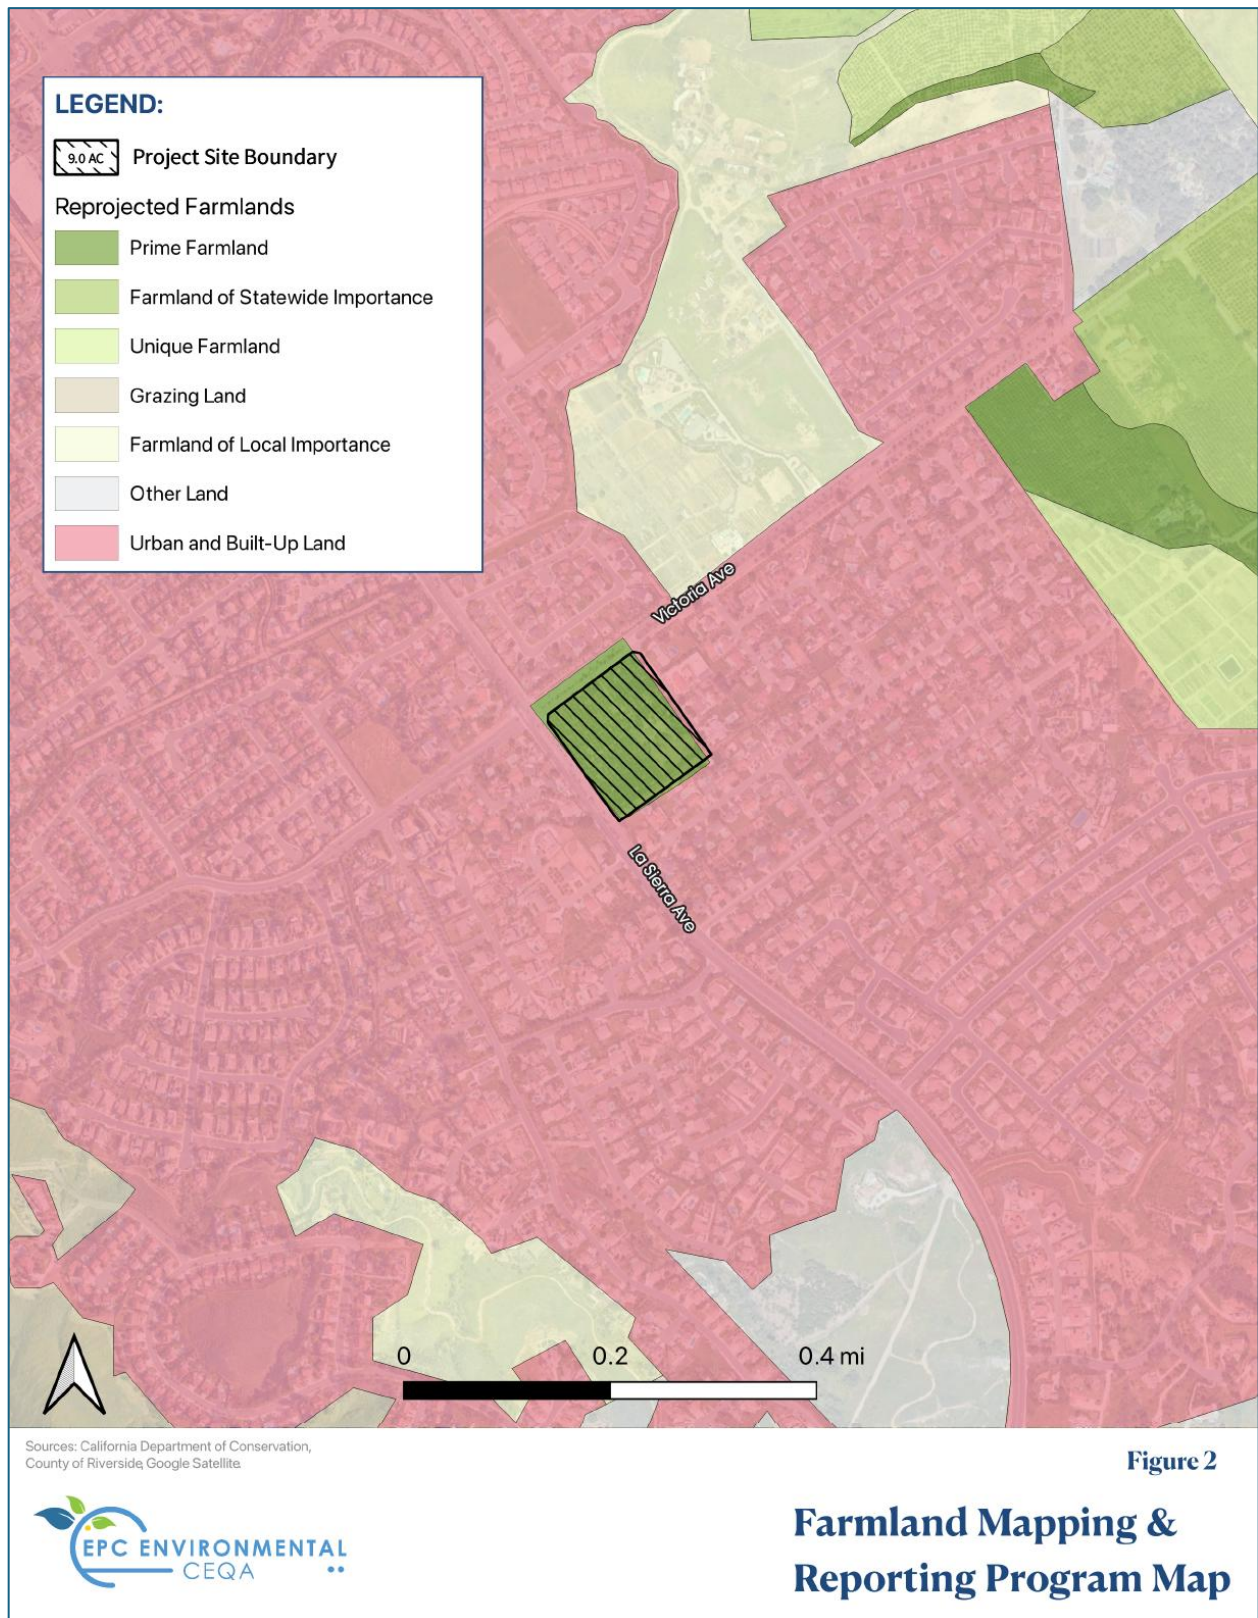 LEGEND:
9.0 AC Project Site Boundary
Reprojected Farmlands
Prime Farmland
Farmland of Statewide Importance
Unique Farmland
Grazing Land
Farmland of Local Importance
Other Land
Urban and Built-Up Land
Victoria Ave
La Sierra Ave
0 0.2 0.4 mi
Sources: California Department of Conservation,
County of Riverside, Google Satellite.
Figure 2
EPC ENVIRONMENTAL
CEQA
Farmland Mapping &
Reporting Program Map